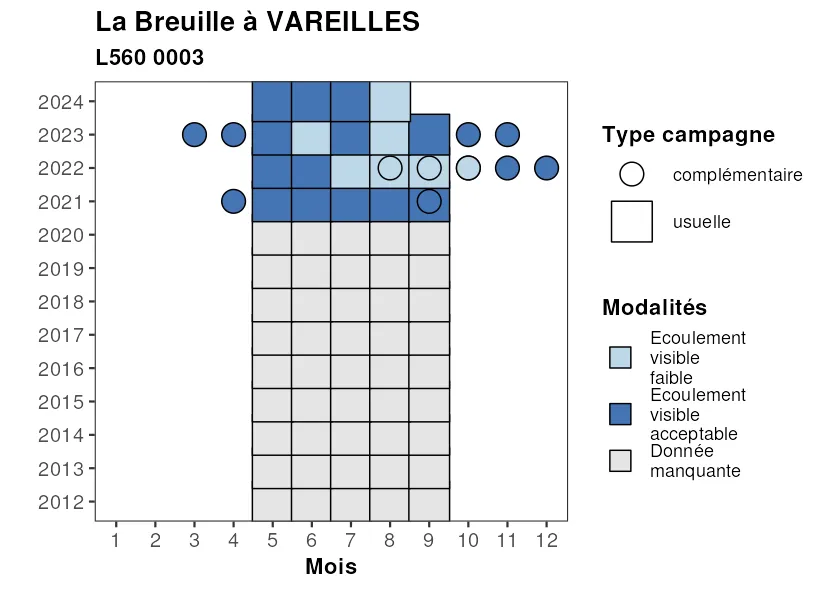 La Breuille à VAREILLES
L560 0003
2024
2023
2022
2021
2020
2019
2018
2017
2016
2015
2014
2013
2012
1 2 3 4 5 6 7 8 9 10 11 12
Mois
Type campagne
complémentaire
usuelle
Modalités
Ecoulement
visible
faible
Ecoulement
visible
acceptable
Donnée
manquante